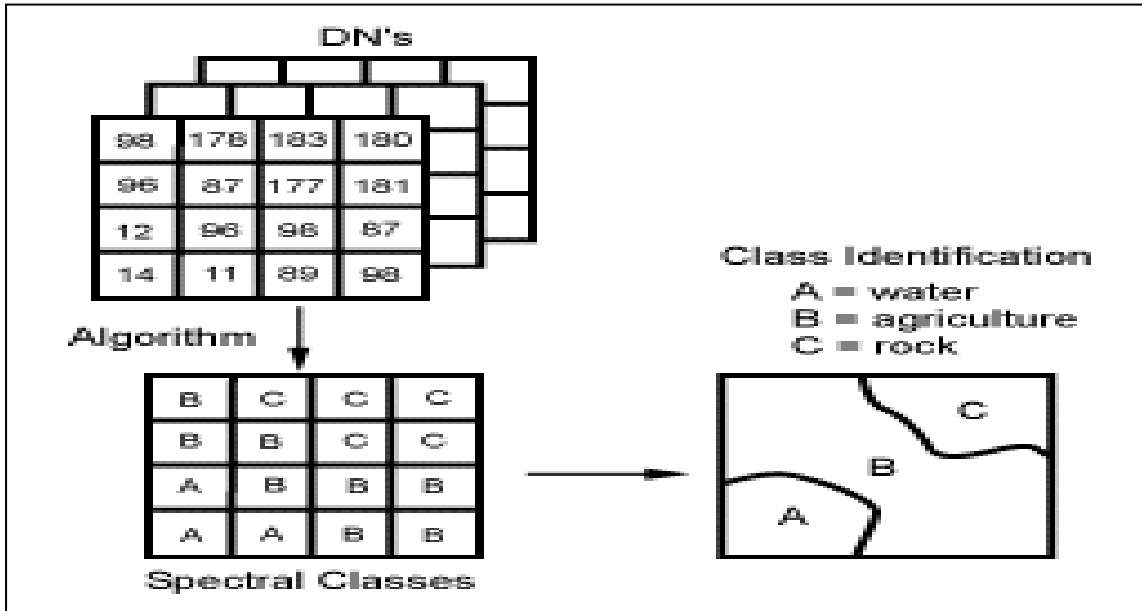 DN's
98 178 183 180
96 87 177 181
12 96 98 87
14 11 89 98
Algorithm
B C C C
B B C C
A B B B
A A B B
Spectral Classes
Class Identification
A = water
B = agriculture
C = rock
C
B
A